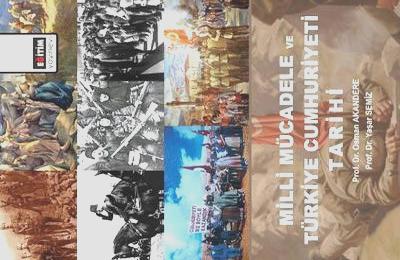 MİLLİ MÜCADELE VE
TÜRKİYE CUMHURİYETİ
TARİHİ
Prof. Dr. Osman AKANDERE
Prof. Dr. Yaşar SEMİZ
EĞİTİM
YAYINEVİ